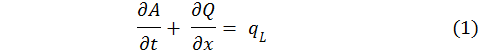 ∂A/∂t + ∂Q/∂x = q_L (1)